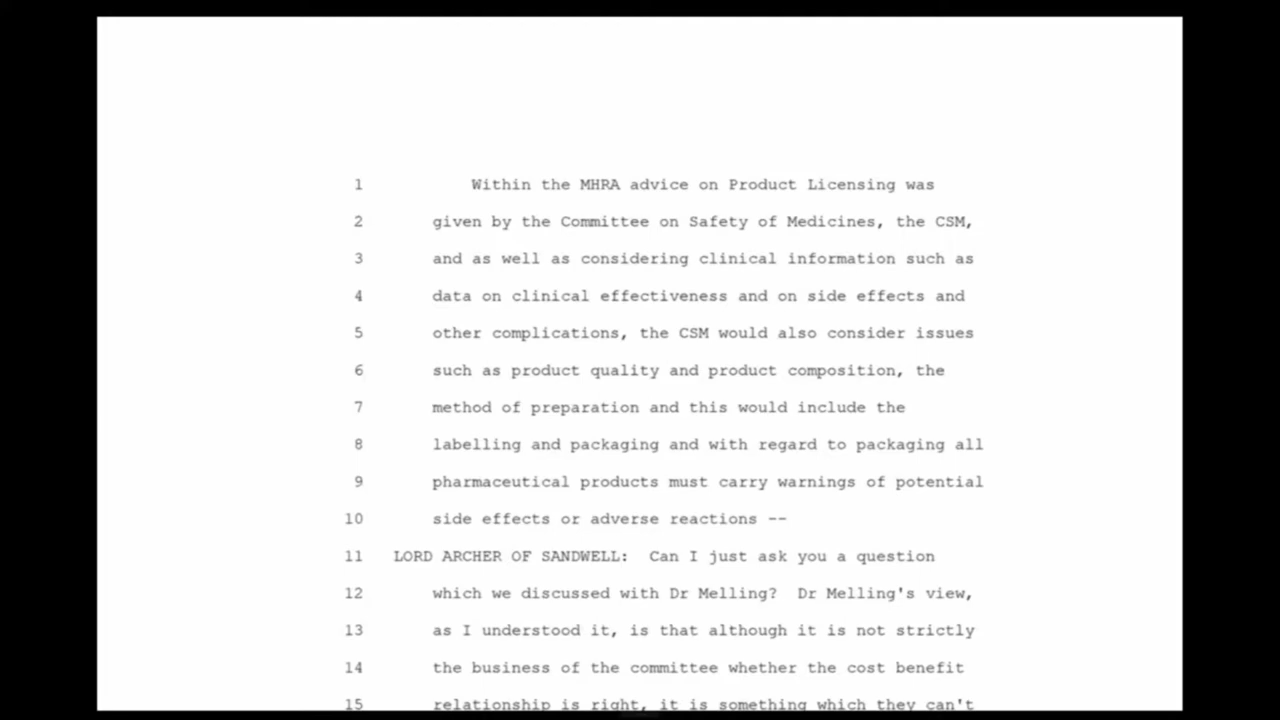 1 Within the MHRA advice on Product Licensing was
2 given by the Committee on Safety of Medicines, the CSM,
3 and as well as considering clinical information such as
4 data on clinical effectiveness and on side effects and
5 other complications, the CSM would also consider issues
6 such as product quality and product composition, the
7 method of preparation and this would include the
8 labelling and packaging and with regard to packaging all
9 pharmaceutical products must carry warnings of potential
10 side effects or adverse reactions --
11 LORD ARCHER OF SANDWELL: Can I just ask you a question
12 which we discussed with Dr Melling? Dr Melling's view,
13 as I understood it, is that although it is not strictly
14 the business of the committee whether the cost benefit
15 relationship is right, it is something which they can't